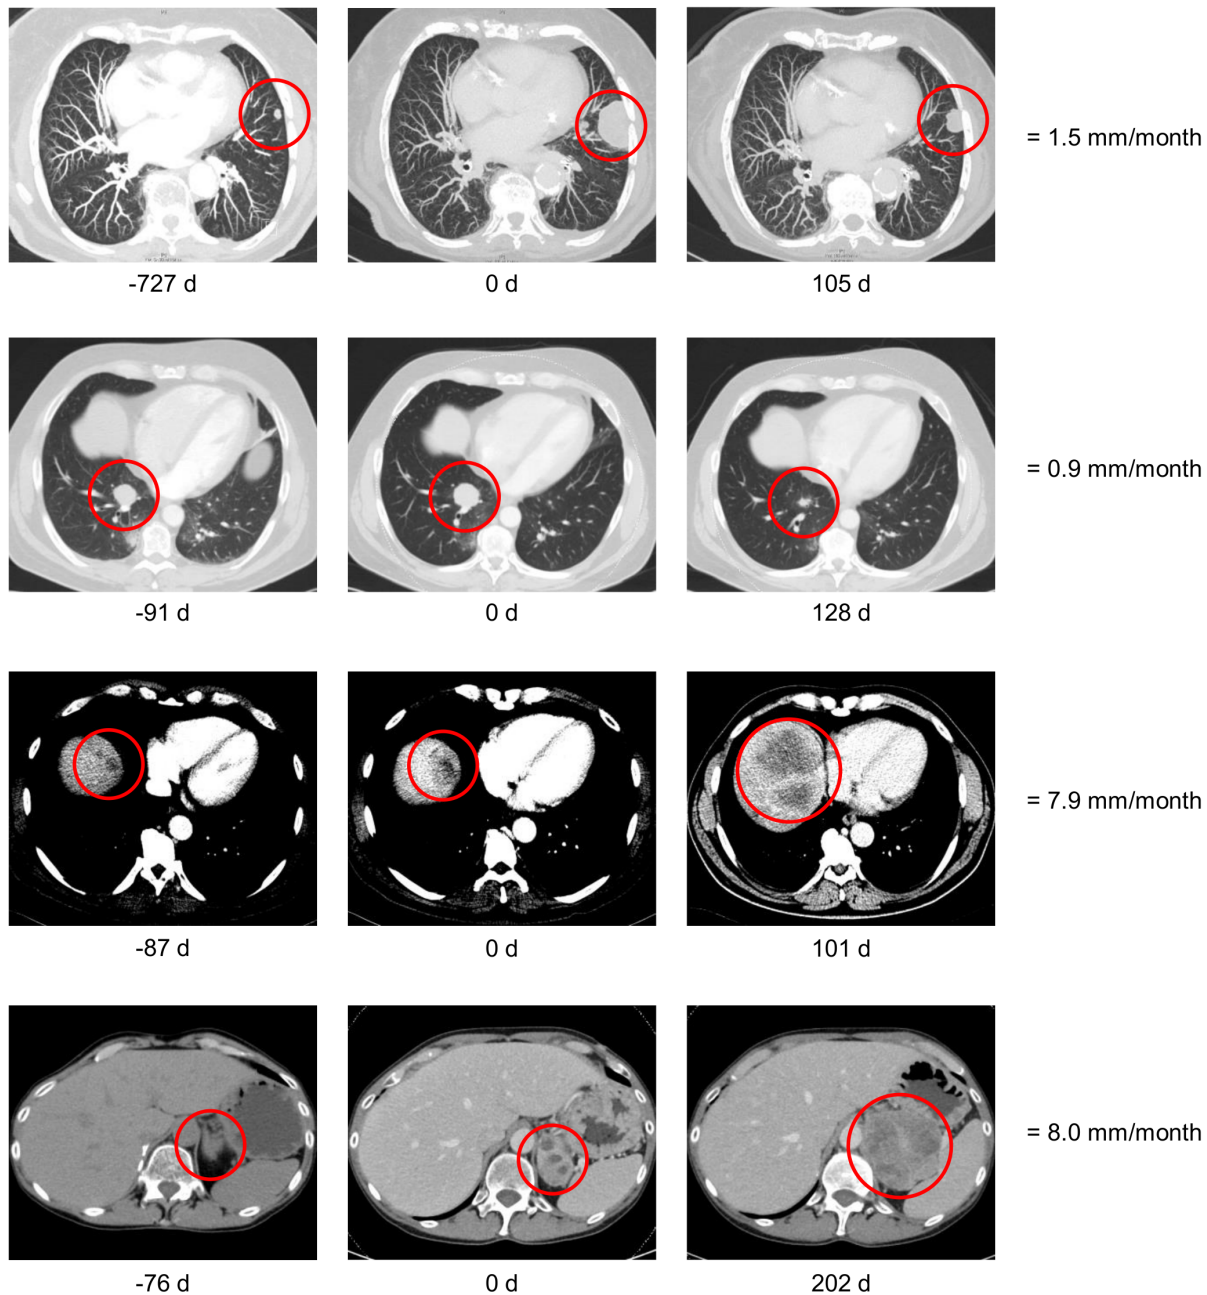 -727 d
0 d
105 d
= 1.5 mm/month
-91 d
0 d
128 d
= 0.9 mm/month
-87 d
0 d
101 d
= 7.9 mm/month
-76 d
0 d
202 d
= 8.0 mm/month